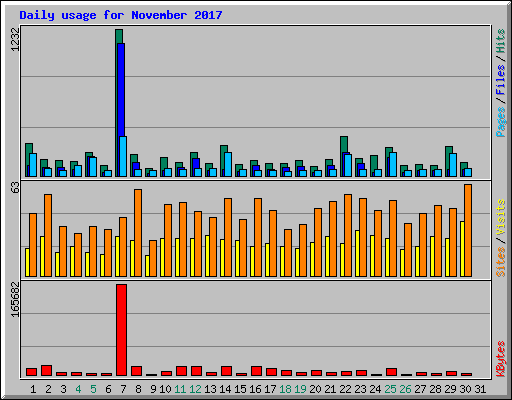 Daily usage for November 2017
1232
Pages / Files / Hits
63
Sites / Visits
165682
KBytes
1 2 3 4 5 6 7 8 9 10 11 12 13 14 15 16 17 18 19 20 21 22 23 24 25 26 27 28 29 30 31